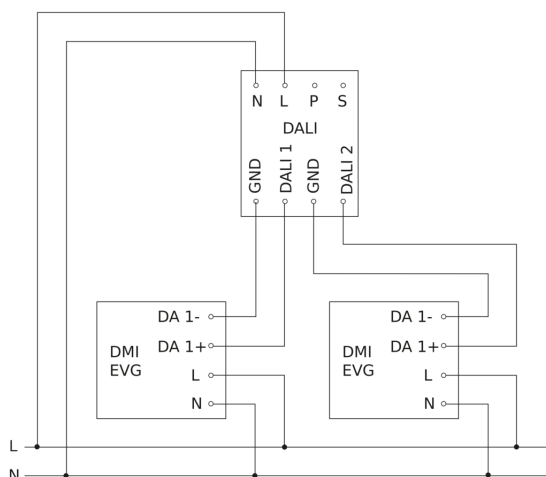 N L P S
DALI
GND DALI 1 GND DALI 2
DA 1-
DMI DA 1+
EVG
L
N
DA 1-
DMI DA 1+
EVG
L
N
L
N